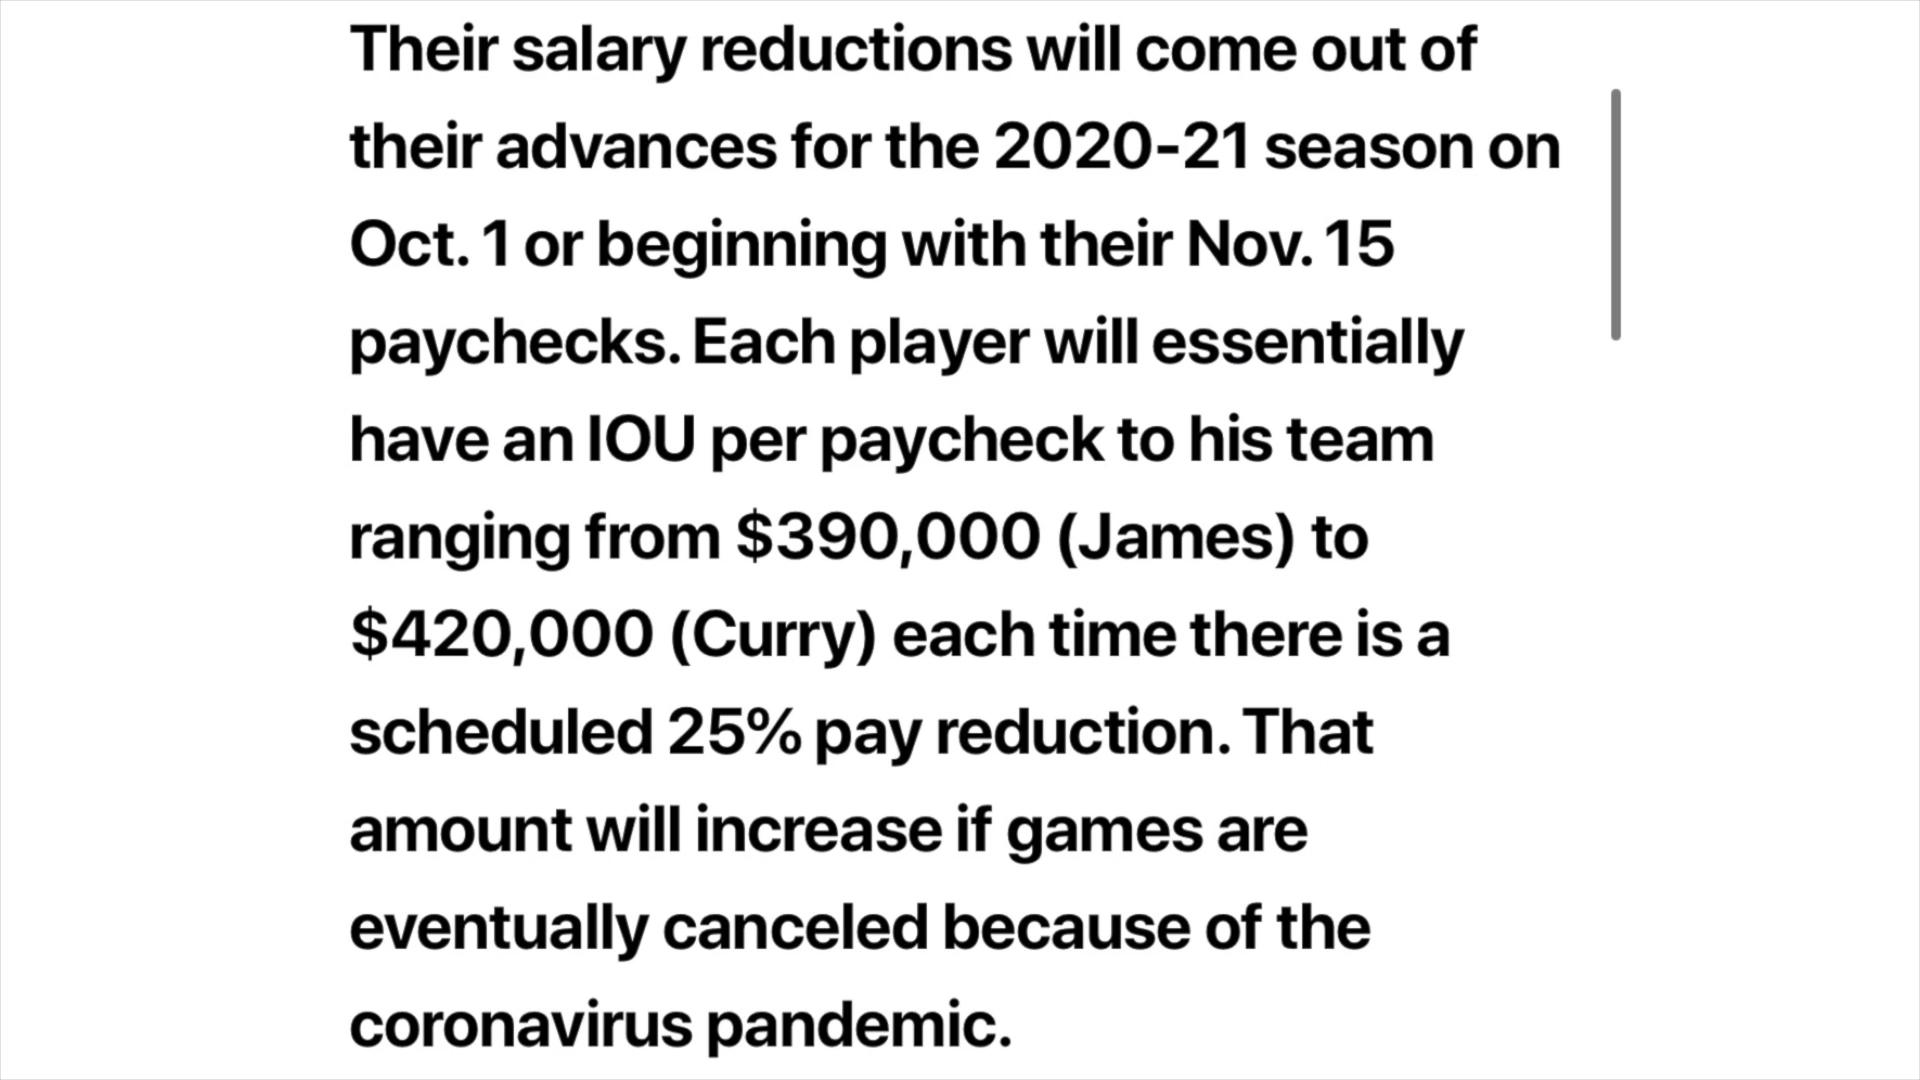 Their salary reductions will come out of
their advances for the 2020-21 season on
Oct. 1 or beginning with their Nov. 15
paychecks. Each player will essentially
have an IOU per paycheck to his team
ranging from $390,000 (James) to
$420,000 (Curry) each time there is a
scheduled 25% pay reduction. That
amount will increase if games are
eventually canceled because of the
coronavirus pandemic.